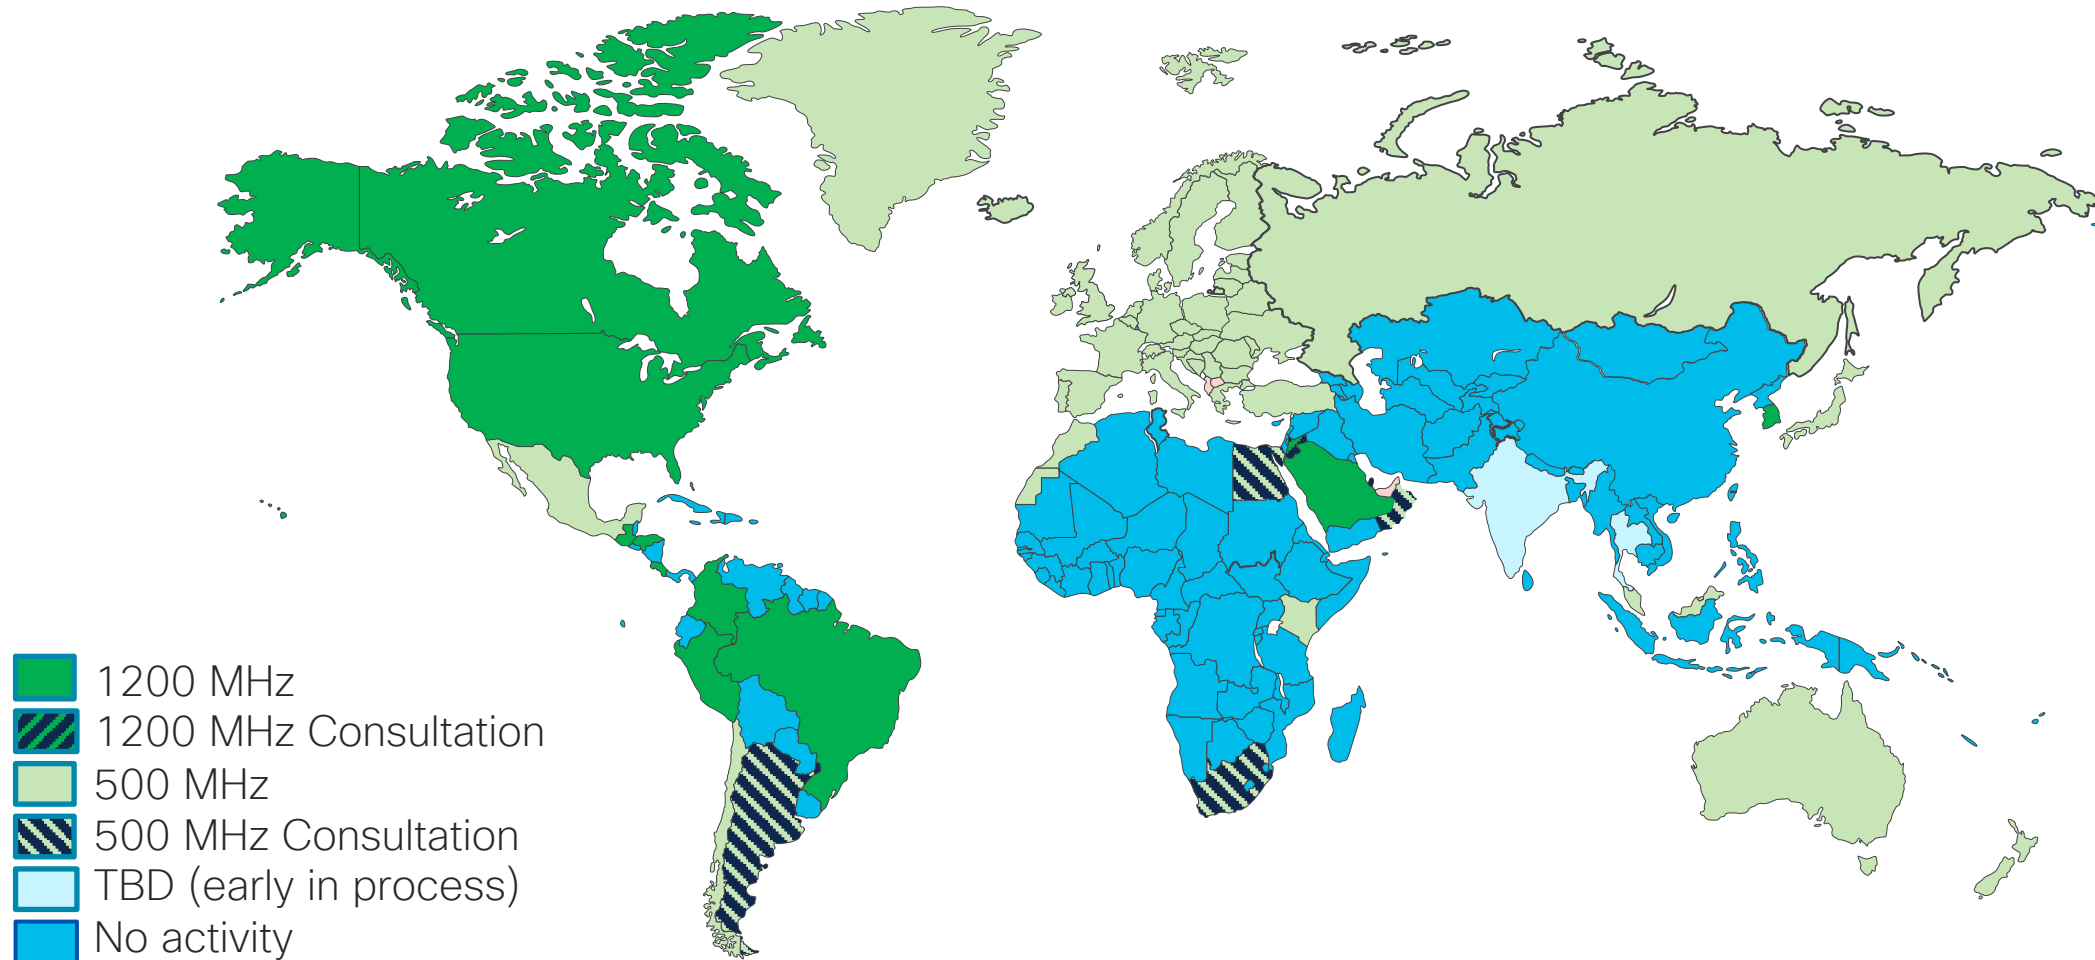 1200 MHz
1200 MHz Consultation
500 MHz
500 MHz Consultation
TBD (early in process)
No activity